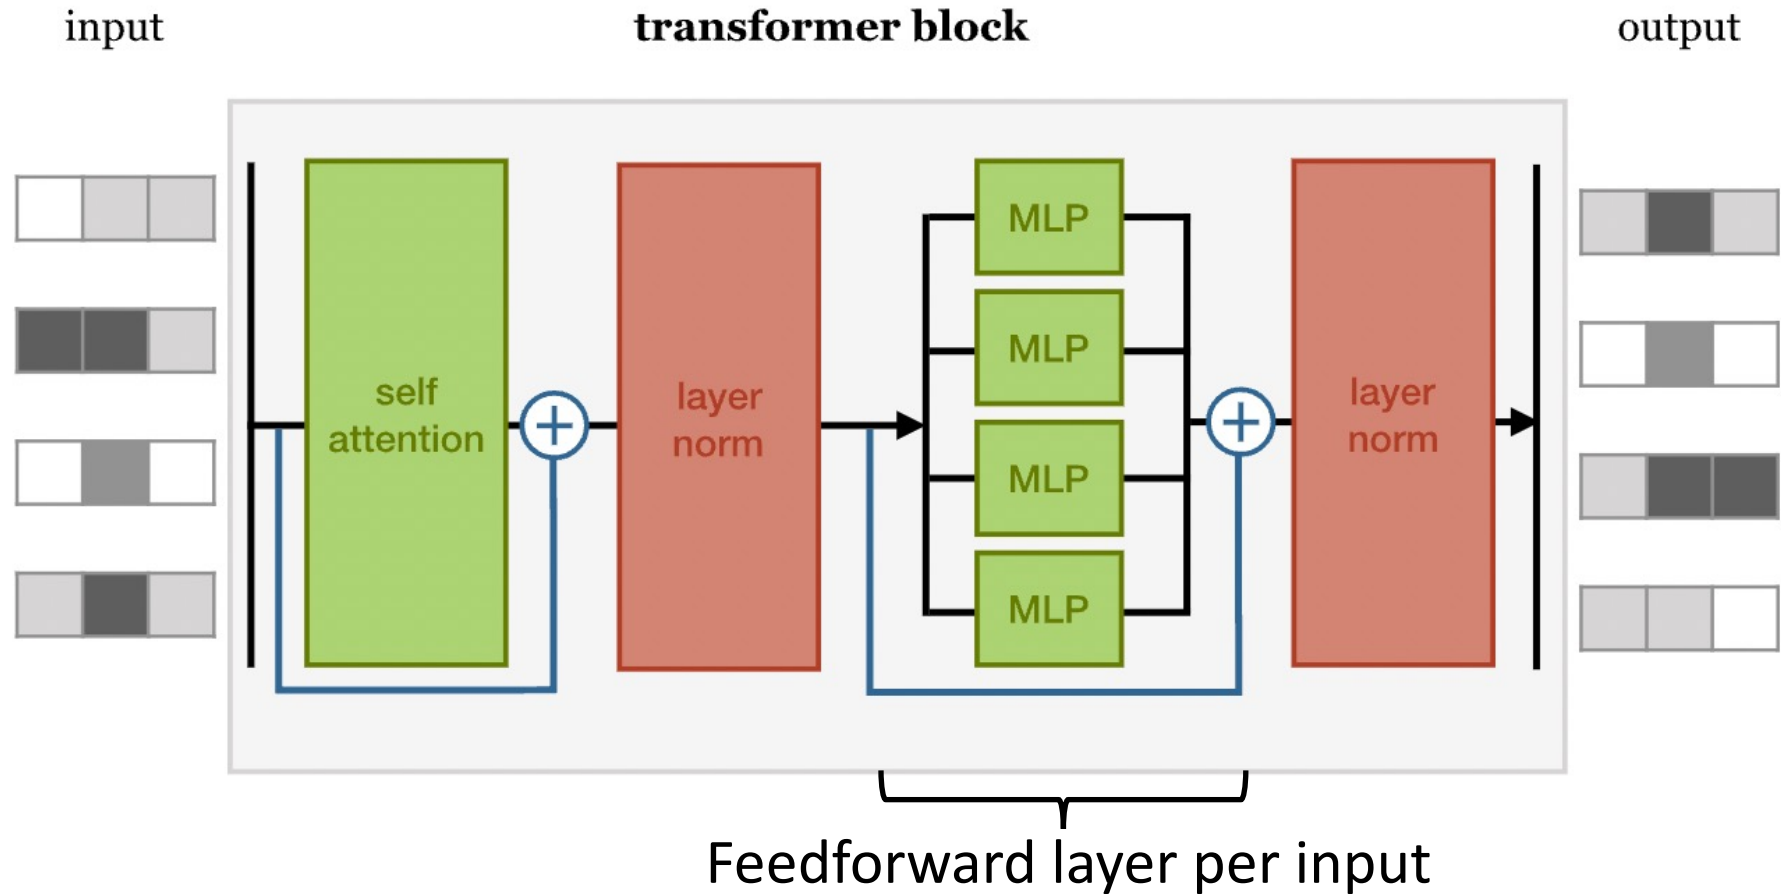 input
transformer block
output
self
attention
layer
norm
MLP
MLP
MLP
MLP
layer
norm
Feedforward layer per input